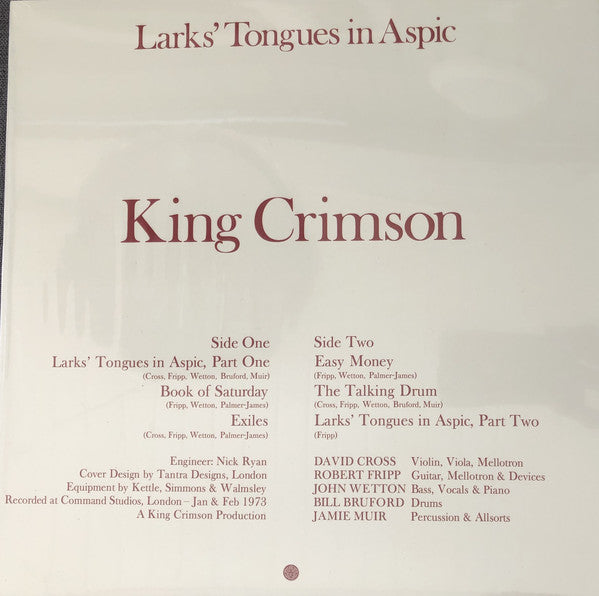 Larks' Tongues in Aspic
King Crimson
Side One
Larks' Tongues in Aspic, Part One
(Cross, Fripp, Wetton, Bruford, Muir)
Book of Saturday
(Fripp, Wetton, Palmer-James)
Exiles
(Cross, Fripp, Wetton, Palmer-James)
Side Two
Easy Money
(Fripp, Wetton, Palmer-James)
The Talking Drum
(Cross, Fripp, Wetton, Bruford, Muir)
Larks' Tongues in Aspic, Part Two
(Fripp)
Engineer: Nick Ryan
Cover Design by Tantra Designs, London
Equipment by Kettle, Simmons & Walmsley
Recorded at Command Studios, London – Jan & Feb 1973
A King Crimson Production
DAVID CROSS Violin, Viola, Mellotron
ROBERT FRIPP Guitar, Mellotron & Devices
JOHN WETTON Bass, Vocals & Piano
BILL BRUFORD Drums
JAMIE MUIR Percussion & Allsorts